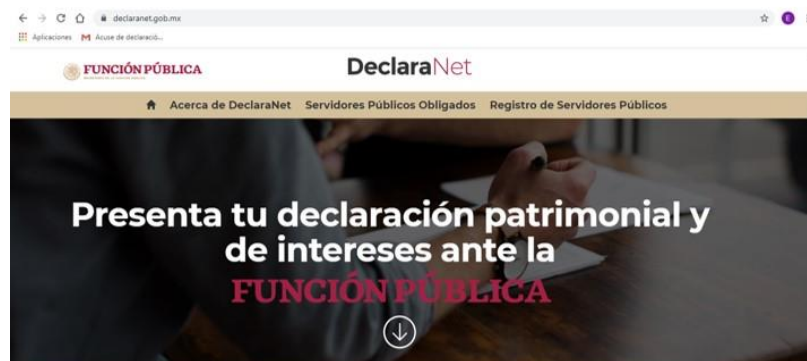 declaranet.gob.mx
E
Aplicaciones Acuse de declaració...
FUNCIÓN PÚBLICA
DeclaraNet
Acerca de DeclaraNet Servidores Públicos Obligados Registro de Servidores Públicos
Presenta tu declaración patrimonial y
de intereses ante la
FUNCIÓN PÚBLICA